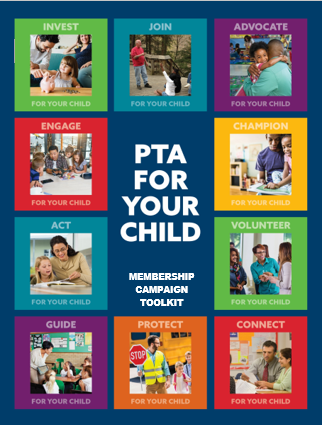 INVEST
FOR YOUR CHILD
JOIN
FOR YOUR CHILD
ADVOCATE
FOR YOUR CHILD
ENGAGE
FOR YOUR CHILD
PTA
FOR
YOUR
CHILD
CHAMPION
FOR YOUR CHILD
ACT
FOR YOUR CHILD
MEMBERSHIP
CAMPAIGN
TOOLKIT
VOLUNTEER
FOR YOUR CHILD
GUIDE
FOR YOUR CHILD
PROTECT
STOP
FOR YOUR CHILD
CONNECT
FOR YOUR CHILD